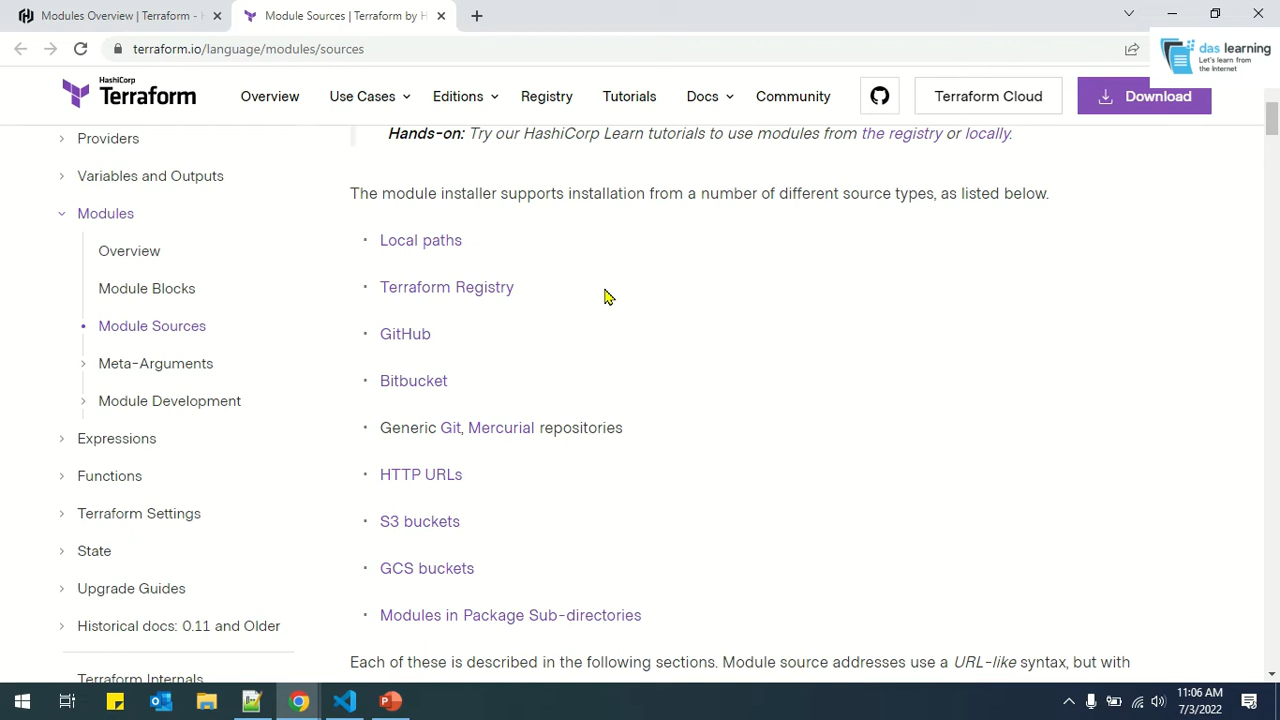 Modules Overview | Terraform - 
Module Sources | Terraform by H
terraform.io/language/modules/sources
das learning
Let's learn from
the Internet
HashiCorp
Terraform
Overview
Use Cases
Editions
Registry
Tutorials
Docs
Community
Terraform Cloud
Download
Providers
Variables and Outputs
Modules
Overview
Module Blocks
Module Sources
Meta-Arguments
Module Development
Expressions
Functions
Terraform Settings
State
Upgrade Guides
Historical docs: 0.11 and Older
Terraform Internals
Hands-on: Try our HashiCorp Learn tutorials to use modules from the registry or locally.
The module installer supports installation from a number of different source types, as listed below.
Local paths
Terraform Registry
GitHub
Bitbucket
Generic Git, Mercurial repositories
HTTP URLs
S3 buckets
GCS buckets
Modules in Package Sub-directories
Each of these is described in the following sections. Module source addresses use a URL-like syntax, but with
11:06 AM
7/3/2022